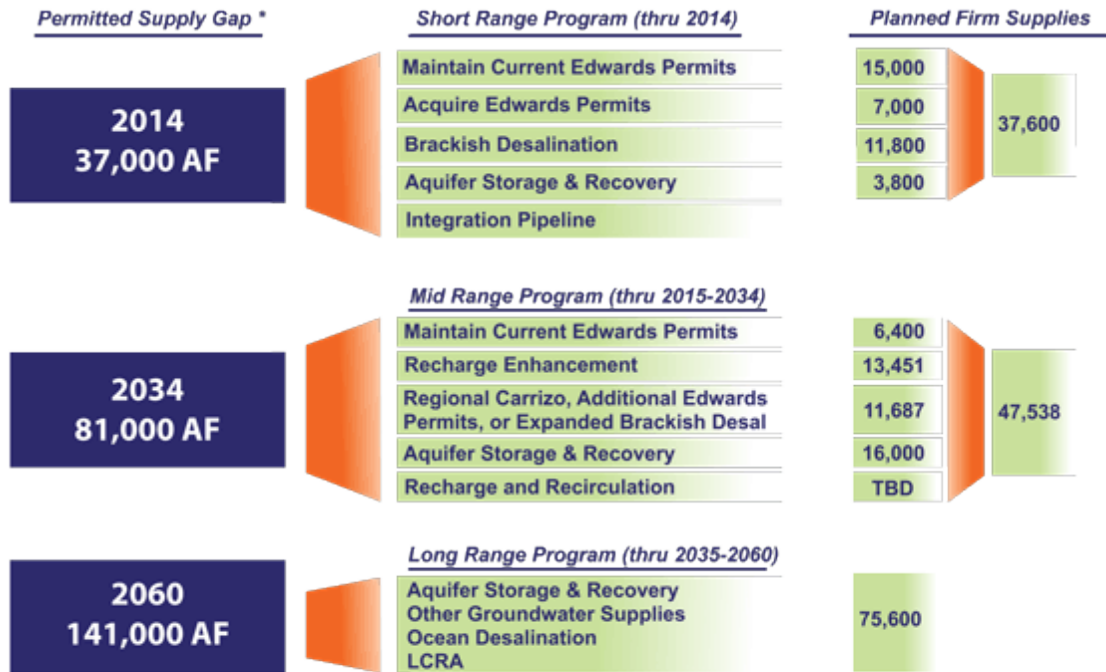 Permitted Supply Gap *
Short Range Program (thru 2014)
Planned Firm Supplies
2014
37,000 AF
Maintain Current Edwards Permits
15,000
Acquire Edwards Permits
7,000
Brackish Desalination
11,800
Aquifer Storage & Recovery
3,800
Integration Pipeline
37,600
Mid Range Program (thru 2015-2034)
2034
81,000 AF
Maintain Current Edwards Permits
6,400
Recharge Enhancement
13,451
Regional Carrizo, Additional Edwards
Permits, or Expanded Brackish Desal
11,687
Aquifer Storage & Recovery
16,000
Recharge and Recirculation
TBD
47,538
Long Range Program (thru 2035-2060)
2060
141,000 AF
Aquifer Storage & Recovery
Other Groundwater Supplies
Ocean Desalination
LCRA
75,600